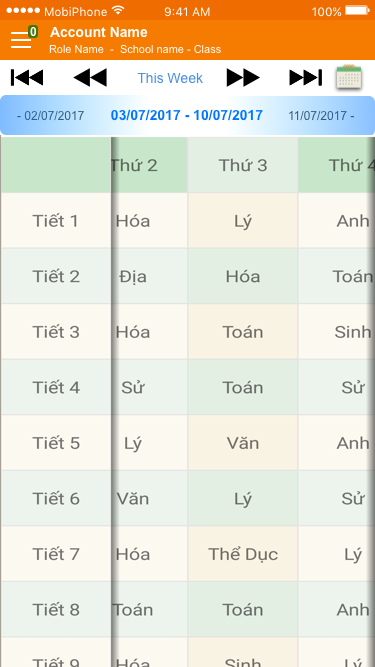 MobiPhone 9:41 AM 100%
0 Account Name
Role Name - School name - Class
This Week
- 02/07/2017 03/07/2017 - 10/07/2017 11/07/2017 -
Thứ 2 Thứ 3 Thứ 4
Tiết 1 Hóa Lý Anh
Tiết 2 Địa Hóa Toán
Tiết 3 Hóa Toán Sinh
Tiết 4 Sử Toán Sử
Tiết 5 Lý Văn Anh
Tiết 6 Văn Lý Sử
Tiết 7 Hóa Thể Dục Lý
Tiết 8 Toán Toán Anh
Tiết 9 Hóa Sinh Lý